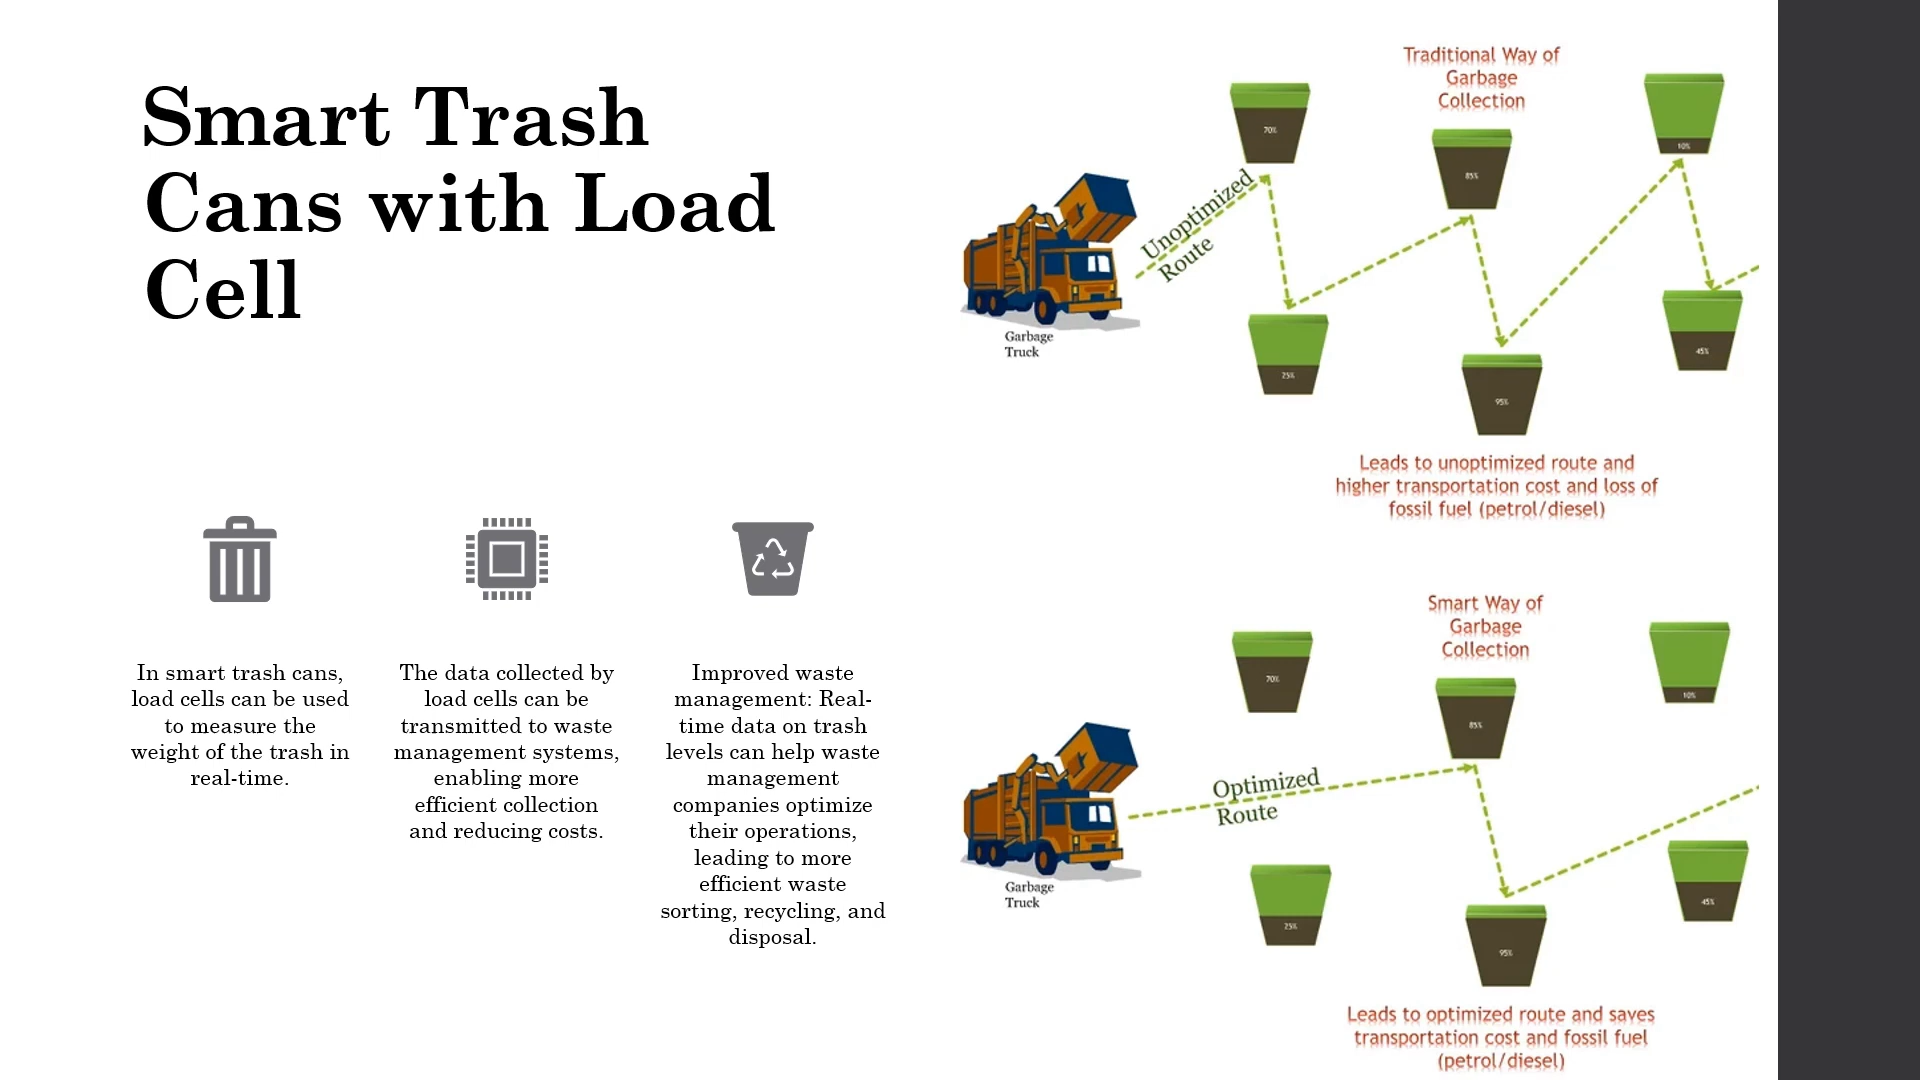 Smart Trash
Cans with Load
Cell
In smart trash cans,
load cells can be used
to measure the
weight of the trash in
real-time.
The data collected by
load cells can be
transmitted to waste
management systems,
enabling more
efficient collection
and reducing costs.
Improved waste
management: Real-
time data on trash
levels can help waste
management
companies optimize
their operations,
leading to more
efficient waste
sorting, recycling, and
disposal.
Traditional Way of
Garbage
Collection
70%
85%
10%
Unoptimized
Route
Garbage
Truck
25%
95%
45%
Leads to unoptimized route and
higher transportation cost and loss of
fossil fuel (petrol/diesel)
Smart Way of
Garbage
Collection
70%
85%
10%
Optimized
Route
Garbage
Truck
25%
95%
45%
Leads to optimized route and saves
transportation cost and fossil fuel
(petrol/diesel)